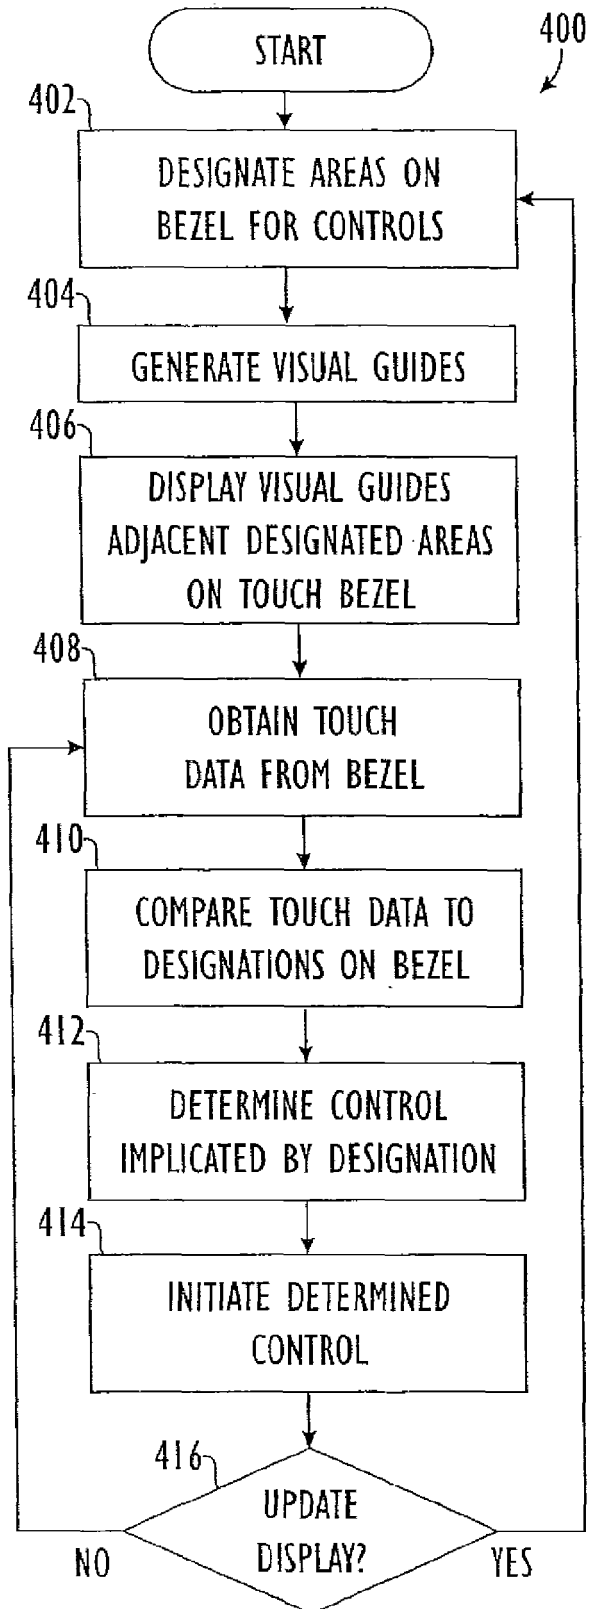 START
400
402
DESIGNATE AREAS ON
BEZEL FOR CONTROLS
404
GENERATE VISUAL GUIDES
406
DISPLAY VISUAL GUIDES
ADJACENT DESIGNATED AREAS
ON TOUCH BEZEL
408
OBTAIN TOUCH
DATA FROM BEZEL
410
COMPARE TOUCH DATA TO
DESIGNATIONS ON BEZEL
412
DETERMINE CONTROL
IMPLICATED BY DESIGNATION
414
INITIATE DETERMINED
CONTROL
416
UPDATE
DISPLAY?
NO
YES